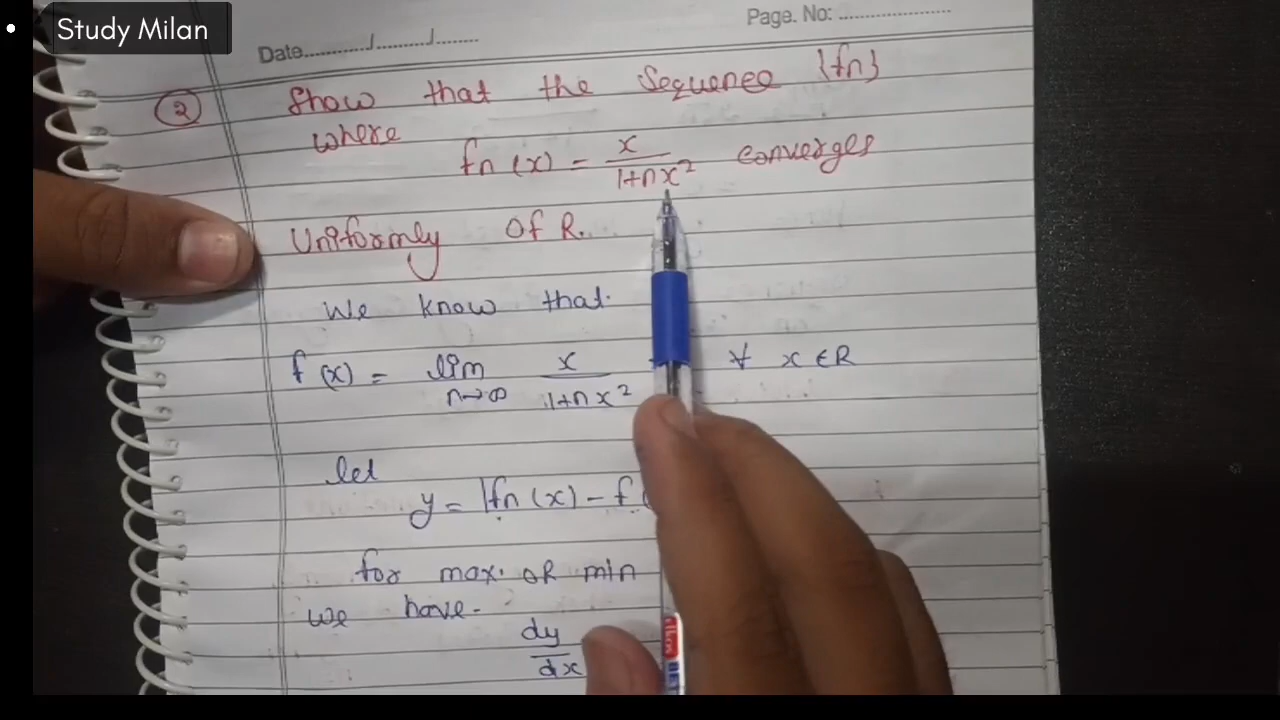 Study Milan
Page. No: ....................
Date.........../........../........
② Show that the Sequence {fn}
where
fn (x) = x / 1+nx² converges
Uniformly Of R.
We know that
f (x) = lim n→∞ x / 1+nx² ∀ x ∈ R
let
y = |fn (x) - f
for max. OR min
we have-
dy / dx